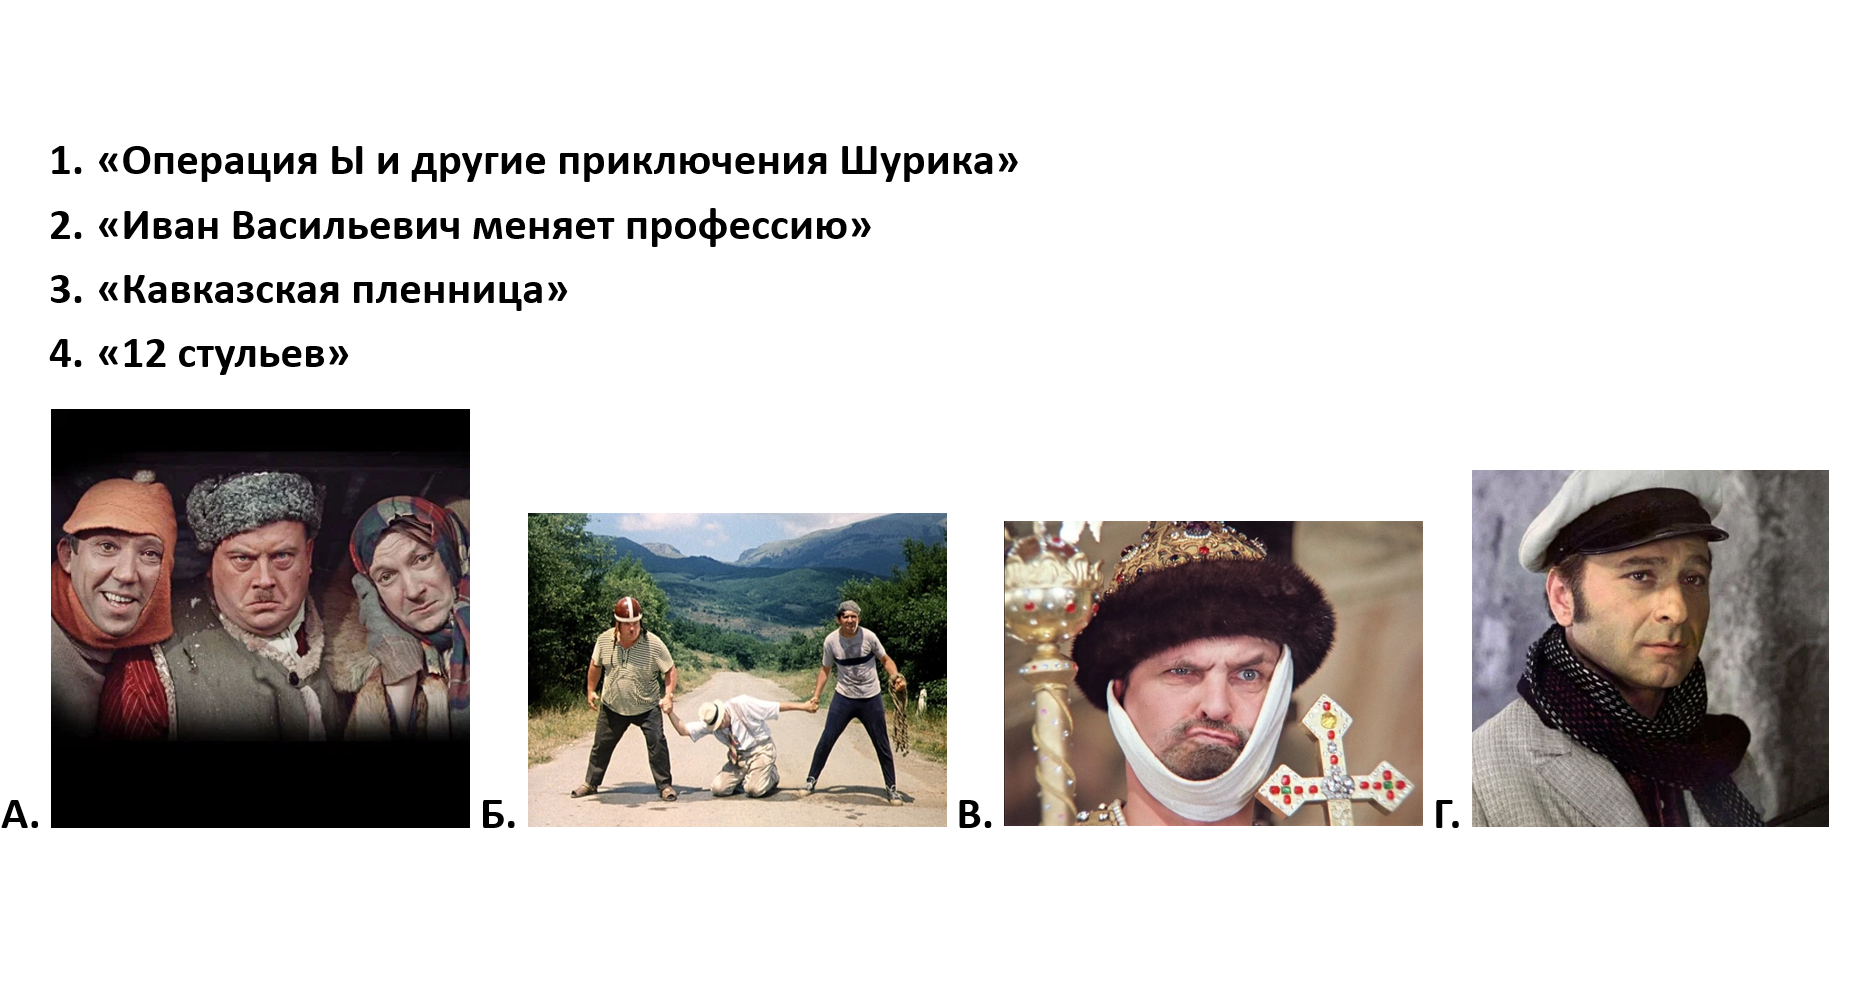 1. «Операция Ы и другие приключения Шурика»
2. «Иван Васильевич меняет профессию»
3. «Кавказская пленница»
4. «12 стульев»
А. Б. В. Г.